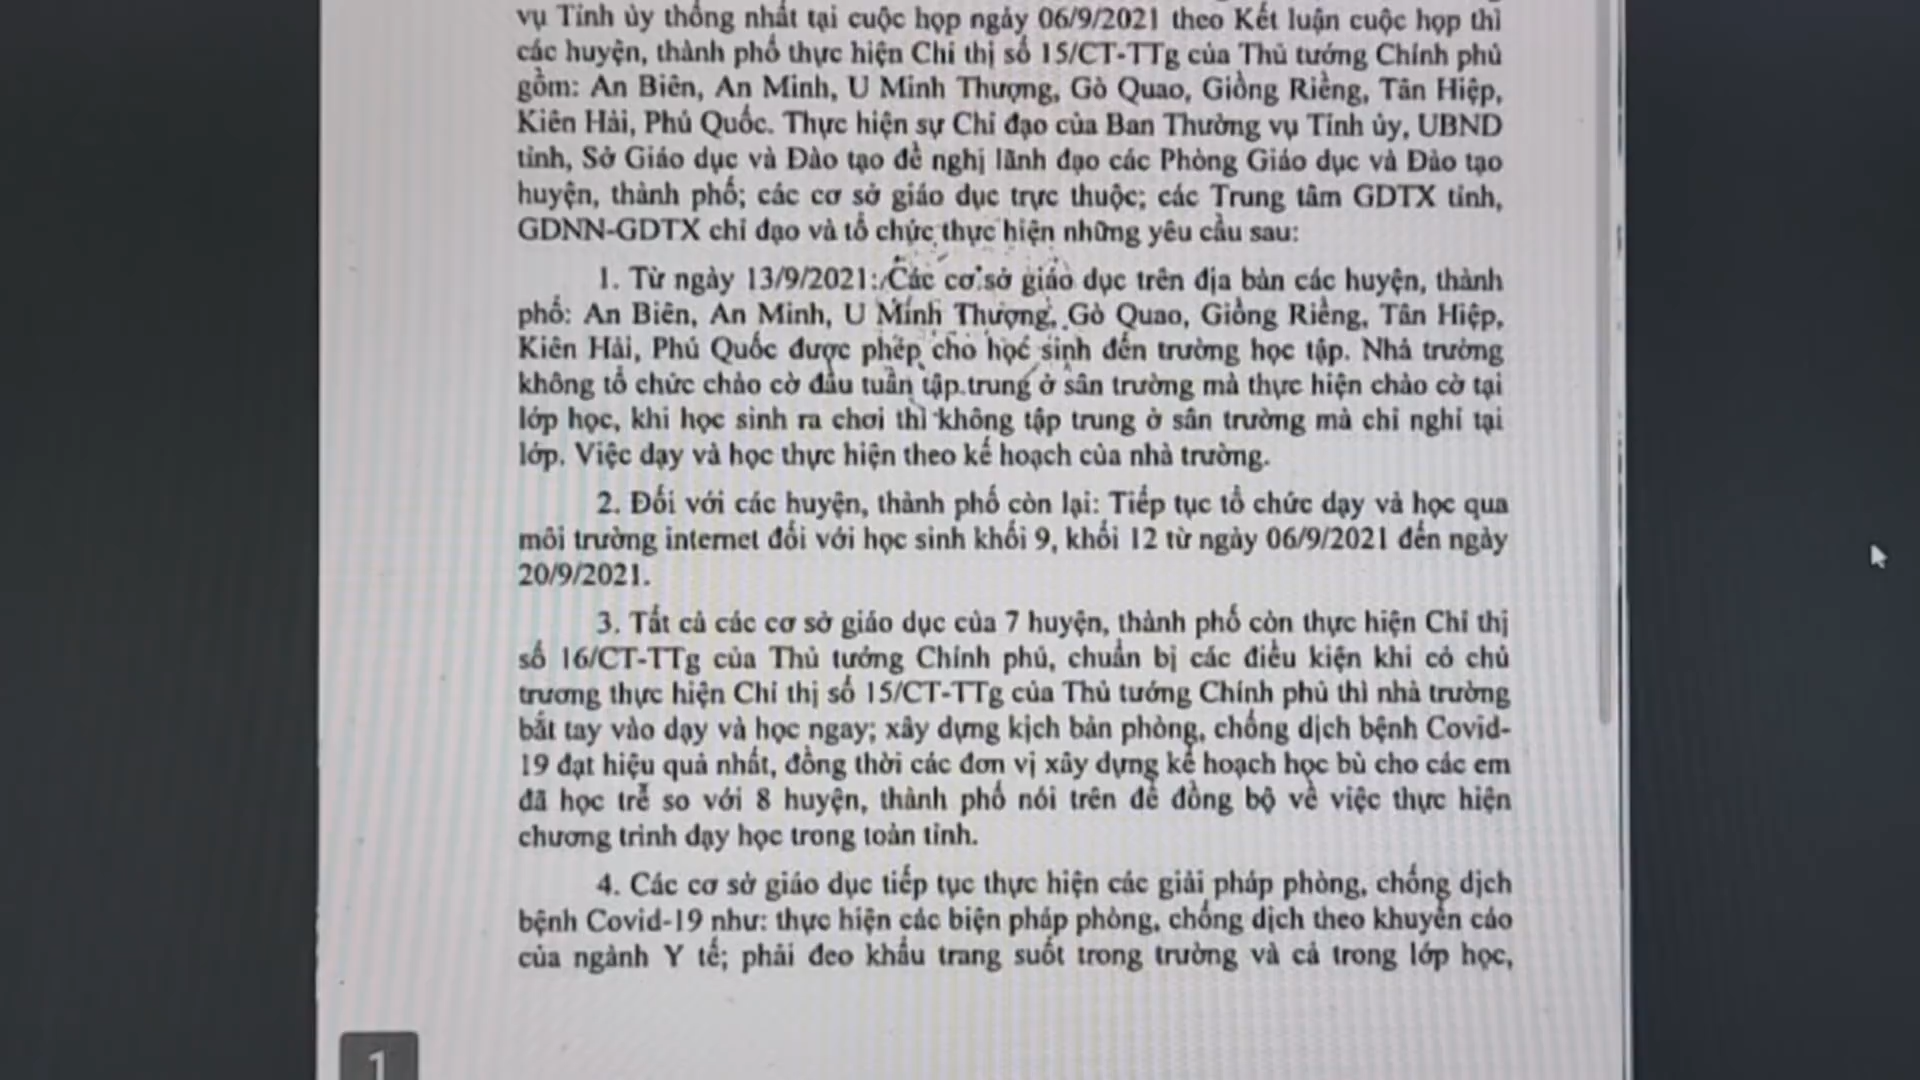 vụ Tỉnh ủy thống nhất tại cuộc họp ngày 06/9/2021 theo Kết luận cuộc họp thì
các huyện, thành phố thực hiện Chỉ thị số 15/CT-TTg của Thủ tướng Chính phủ
gồm: An Biên, An Minh, U Minh Thượng, Gò Quao, Giồng Riềng, Tân Hiệp,
Kiên Hải, Phú Quốc. Thực hiện sự Chỉ đạo của Ban Thường vụ Tỉnh ủy, UBND
tỉnh, Sở Giáo dục và Đào tạo đề nghị lãnh đạo các Phòng Giáo dục và Đào tạo
huyện, thành phố; các cơ sở giáo dục trực thuộc; các Trung tâm GDTX tỉnh,
GDNN-GDTX chỉ đạo và tổ chức thực hiện những yêu cầu sau:
1. Từ ngày 13/9/2021: Các cơ sở giáo dục trên địa bàn các huyện, thành
phố: An Biên, An Minh, U Minh Thượng, Gò Quao, Giồng Riềng, Tân Hiệp,
Kiên Hải, Phú Quốc được phép cho học sinh đến trường học tập. Nhà trường
không tổ chức chào cờ đầu tuần tập trung ở sân trường mà thực hiện chào cờ tại
lớp học, khi học sinh ra chơi thì không tập trung ở sân trường mà chỉ nghỉ tại
lớp. Việc dạy và học thực hiện theo kế hoạch của nhà trường.
2. Đối với các huyện, thành phố còn lại: Tiếp tục tổ chức dạy và học qua
môi trường internet đối với học sinh khối 9, khối 12 từ ngày 06/9/2021 đến ngày
20/9/2021.
3. Tất cả các cơ sở giáo dục của 7 huyện, thành phố còn thực hiện Chỉ thị
số 16/CT-TTg của Thủ tướng Chính phủ, chuẩn bị các điều kiện khi có chủ
trương thực hiện Chỉ thị số 15/CT-TTg của Thủ tướng Chính phủ thì nhà trường
bắt tay vào dạy và học ngay; xây dựng kịch bản phòng, chống dịch bệnh Covid-
19 đạt hiệu quả nhất, đồng thời các đơn vị xây dựng kế hoạch học bù cho các em
đã học trễ so với 8 huyện, thành phố nói trên để đồng bộ về việc thực hiện
chương trình dạy học trong toàn tỉnh.
4. Các cơ sở giáo dục tiếp tục thực hiện các giải pháp phòng, chống dịch
bệnh Covid-19 như: thực hiện các biện pháp phòng, chống dịch theo khuyến cáo
của ngành Y tế; phải đeo khẩu trang suốt trong trường và cả trong lớp học,
1